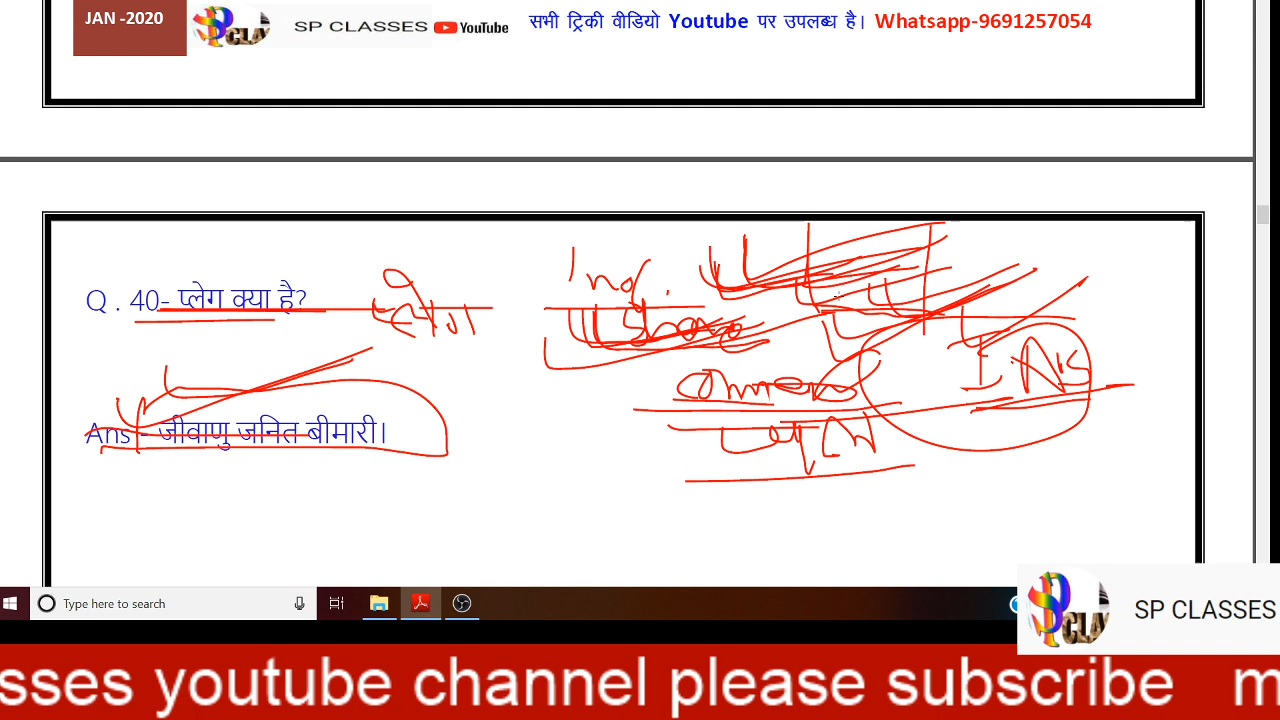 JAN -2020
SP CLASSES YouTube
सभी ट्रिकी वीडियो Youtube पर उपलब्ध है। Whatsapp-9691257054
Q . 40- प्लेग क्या है?
Ans - जीवाणु जनित बीमारी।
Type here to search
SP CLASSES
sses youtube channel please subscribe m